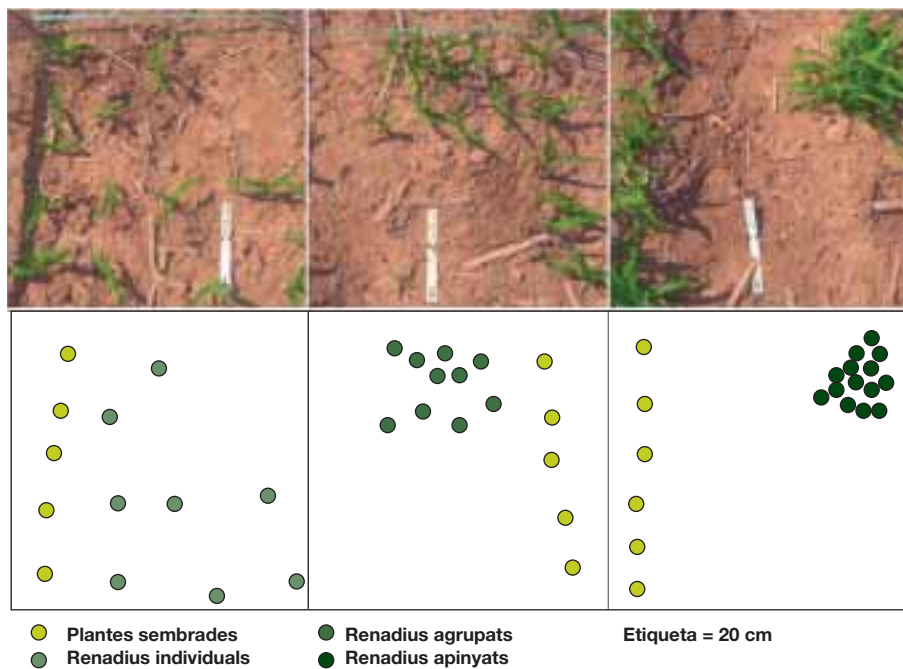 Plantes sembrades
Renadius individuals
Renadius agrupats
Renadius apinyats
Etiqueta = 20 cm